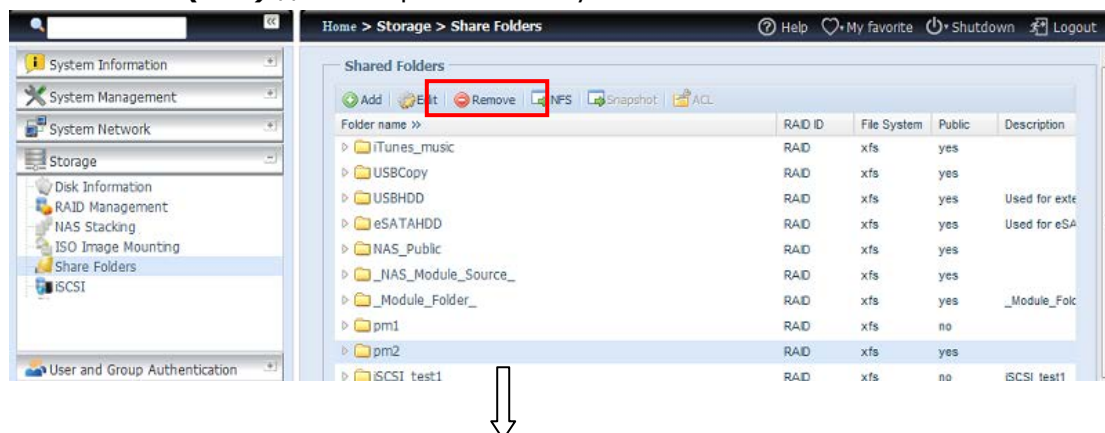 Home > Storage > Share Folders
Help My favorite Shutdown Logout
System Information
System Management
System Network
Storage
Disk Information
RAID Management
NAS Stacking
ISO Image Mounting
Share Folders
iSCSI
User and Group Authentication
Shared Folders
Add Edit Remove NFS Snapshot ACL
Folder name » RAID ID File System Public Description
iTunes_music RAID xfs yes
USBCopy RAID xfs yes
USBHDD RAID xfs yes Used for exte
eSATAHDD RAID xfs yes Used for eSA
NAS_Public RAID xfs yes
_NAS_Module_Source_ RAID xfs yes
_Module_Folder_ RAID xfs yes _Module_Folc
pm1 RAID xfs no
pm2 RAID xfs yes
iSCSI_test1 RAID xfs no iSCSI_test1